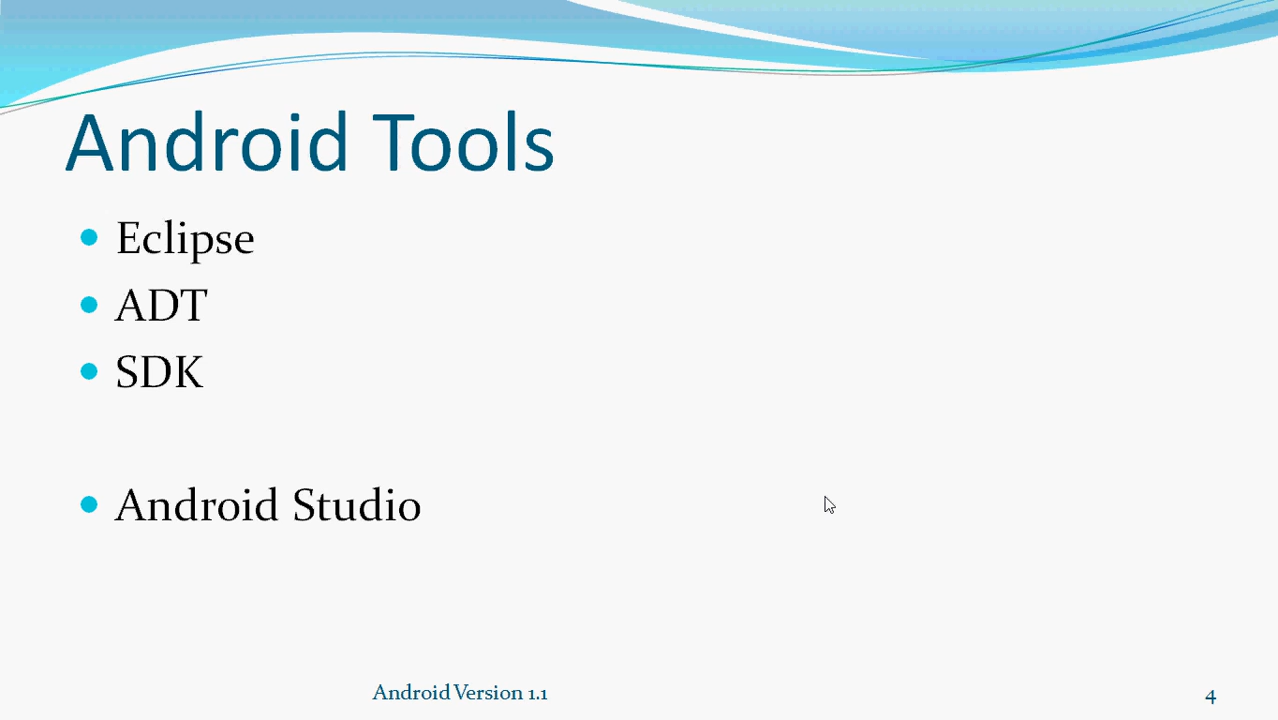 Android Tools
Eclipse
ADT
SDK
Android Studio
Android Version 1.1
4